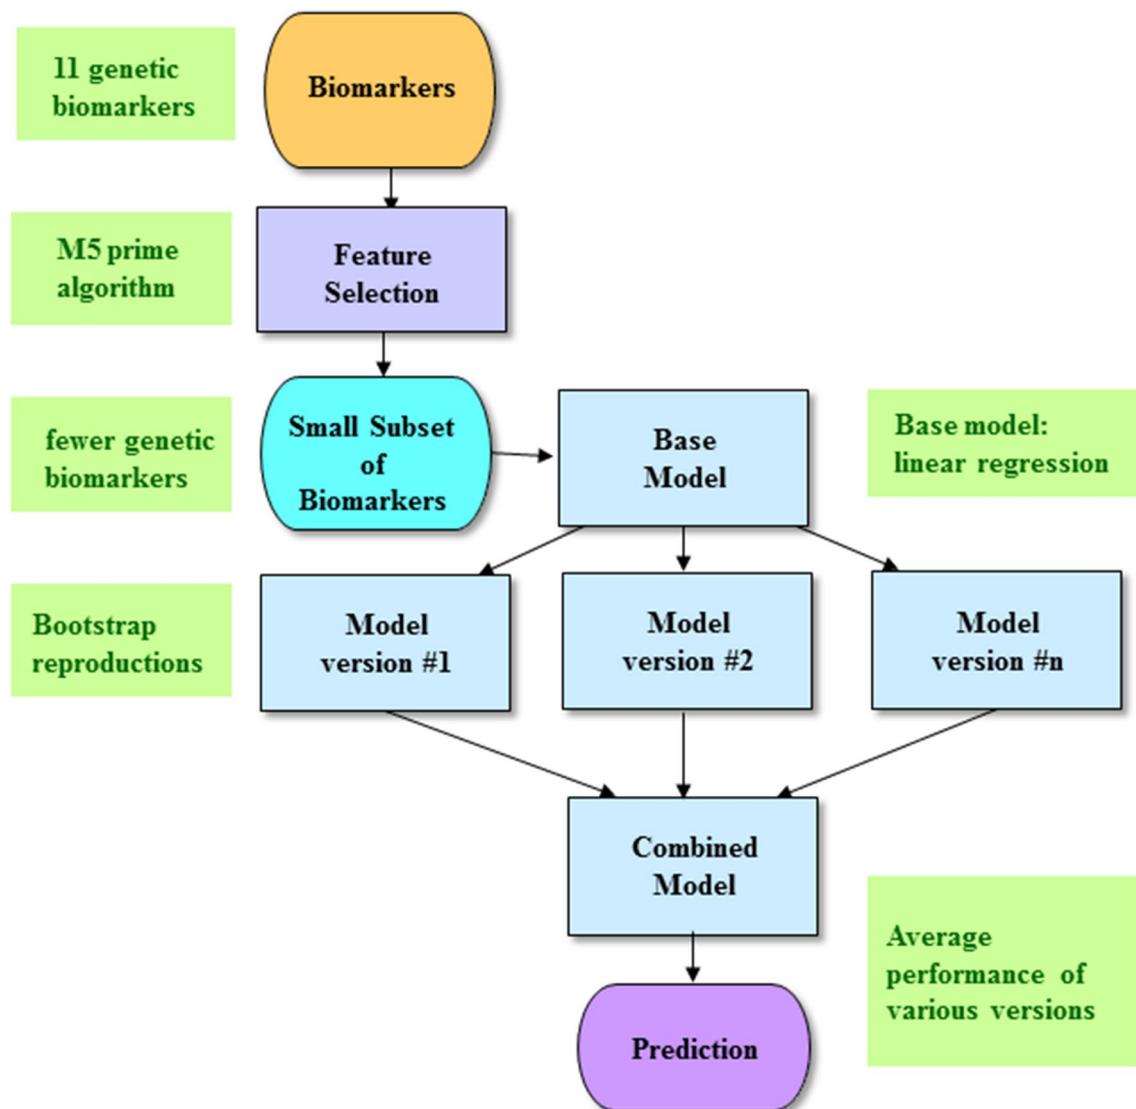 11 genetic
biomarkers
Biomarkers
M5 prime
algorithm
Feature
Selection
fewer genetic
biomarkers
Small Subset
of
Biomarkers
Base
Model
Base model:
linear regression
Bootstrap
reproductions
Model
version #1
Model
version #2
Model
version #n
Combined
Model
Average
performance of
various versions
Prediction